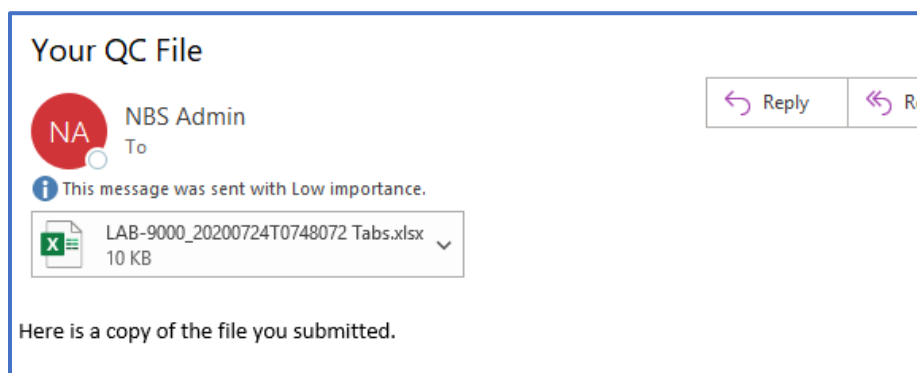 Your QC File
NA
NBS Admin
To
Reply
This message was sent with Low importance.
LAB-9000_20200724T0748072 Tabs.xlsx
10 KB
Here is a copy of the file you submitted.